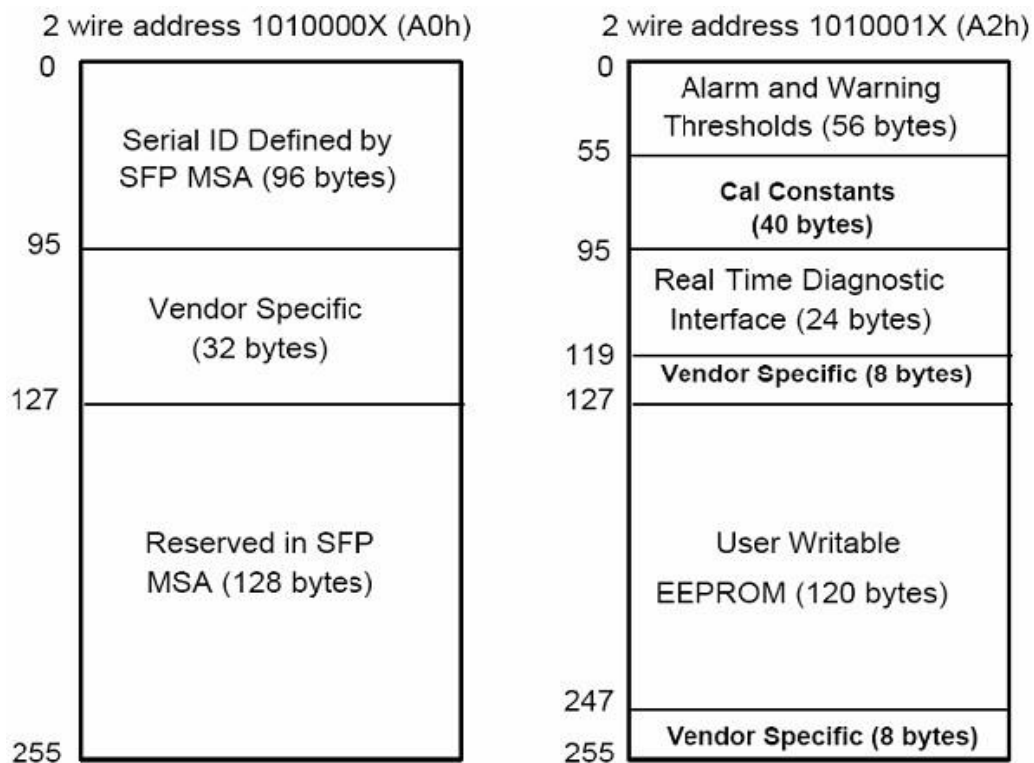 2 wire address 1010000X (A0h)
0
Serial ID Defined by
SFP MSA (96 bytes)
95
Vendor Specific
(32 bytes)
127
Reserved in SFP
MSA (128 bytes)
255
2 wire address 1010001X (A2h)
0
Alarm and Warning
Thresholds (56 bytes)
55
Cal Constants
(40 bytes)
95
Real Time Diagnostic
Interface (24 bytes)
119
Vendor Specific (8 bytes)
127
User Writable
EEPROM (120 bytes)
247
Vendor Specific (8 bytes)
255